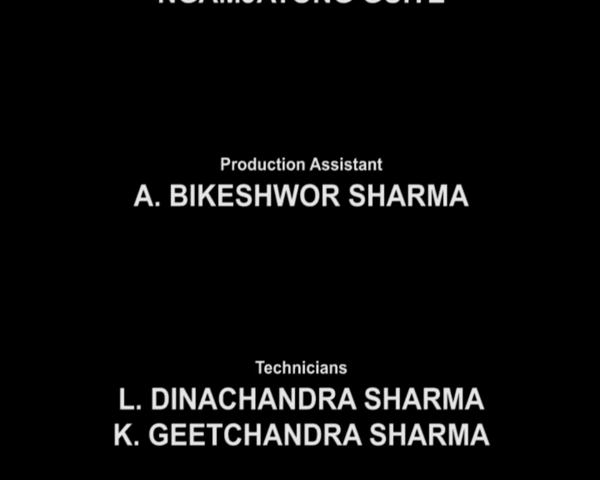 Production Assistant
A. BIKESHWOR SHARMA
Technicians
L. DINACHANDRA SHARMA
K. GEETCHANDRA SHARMA